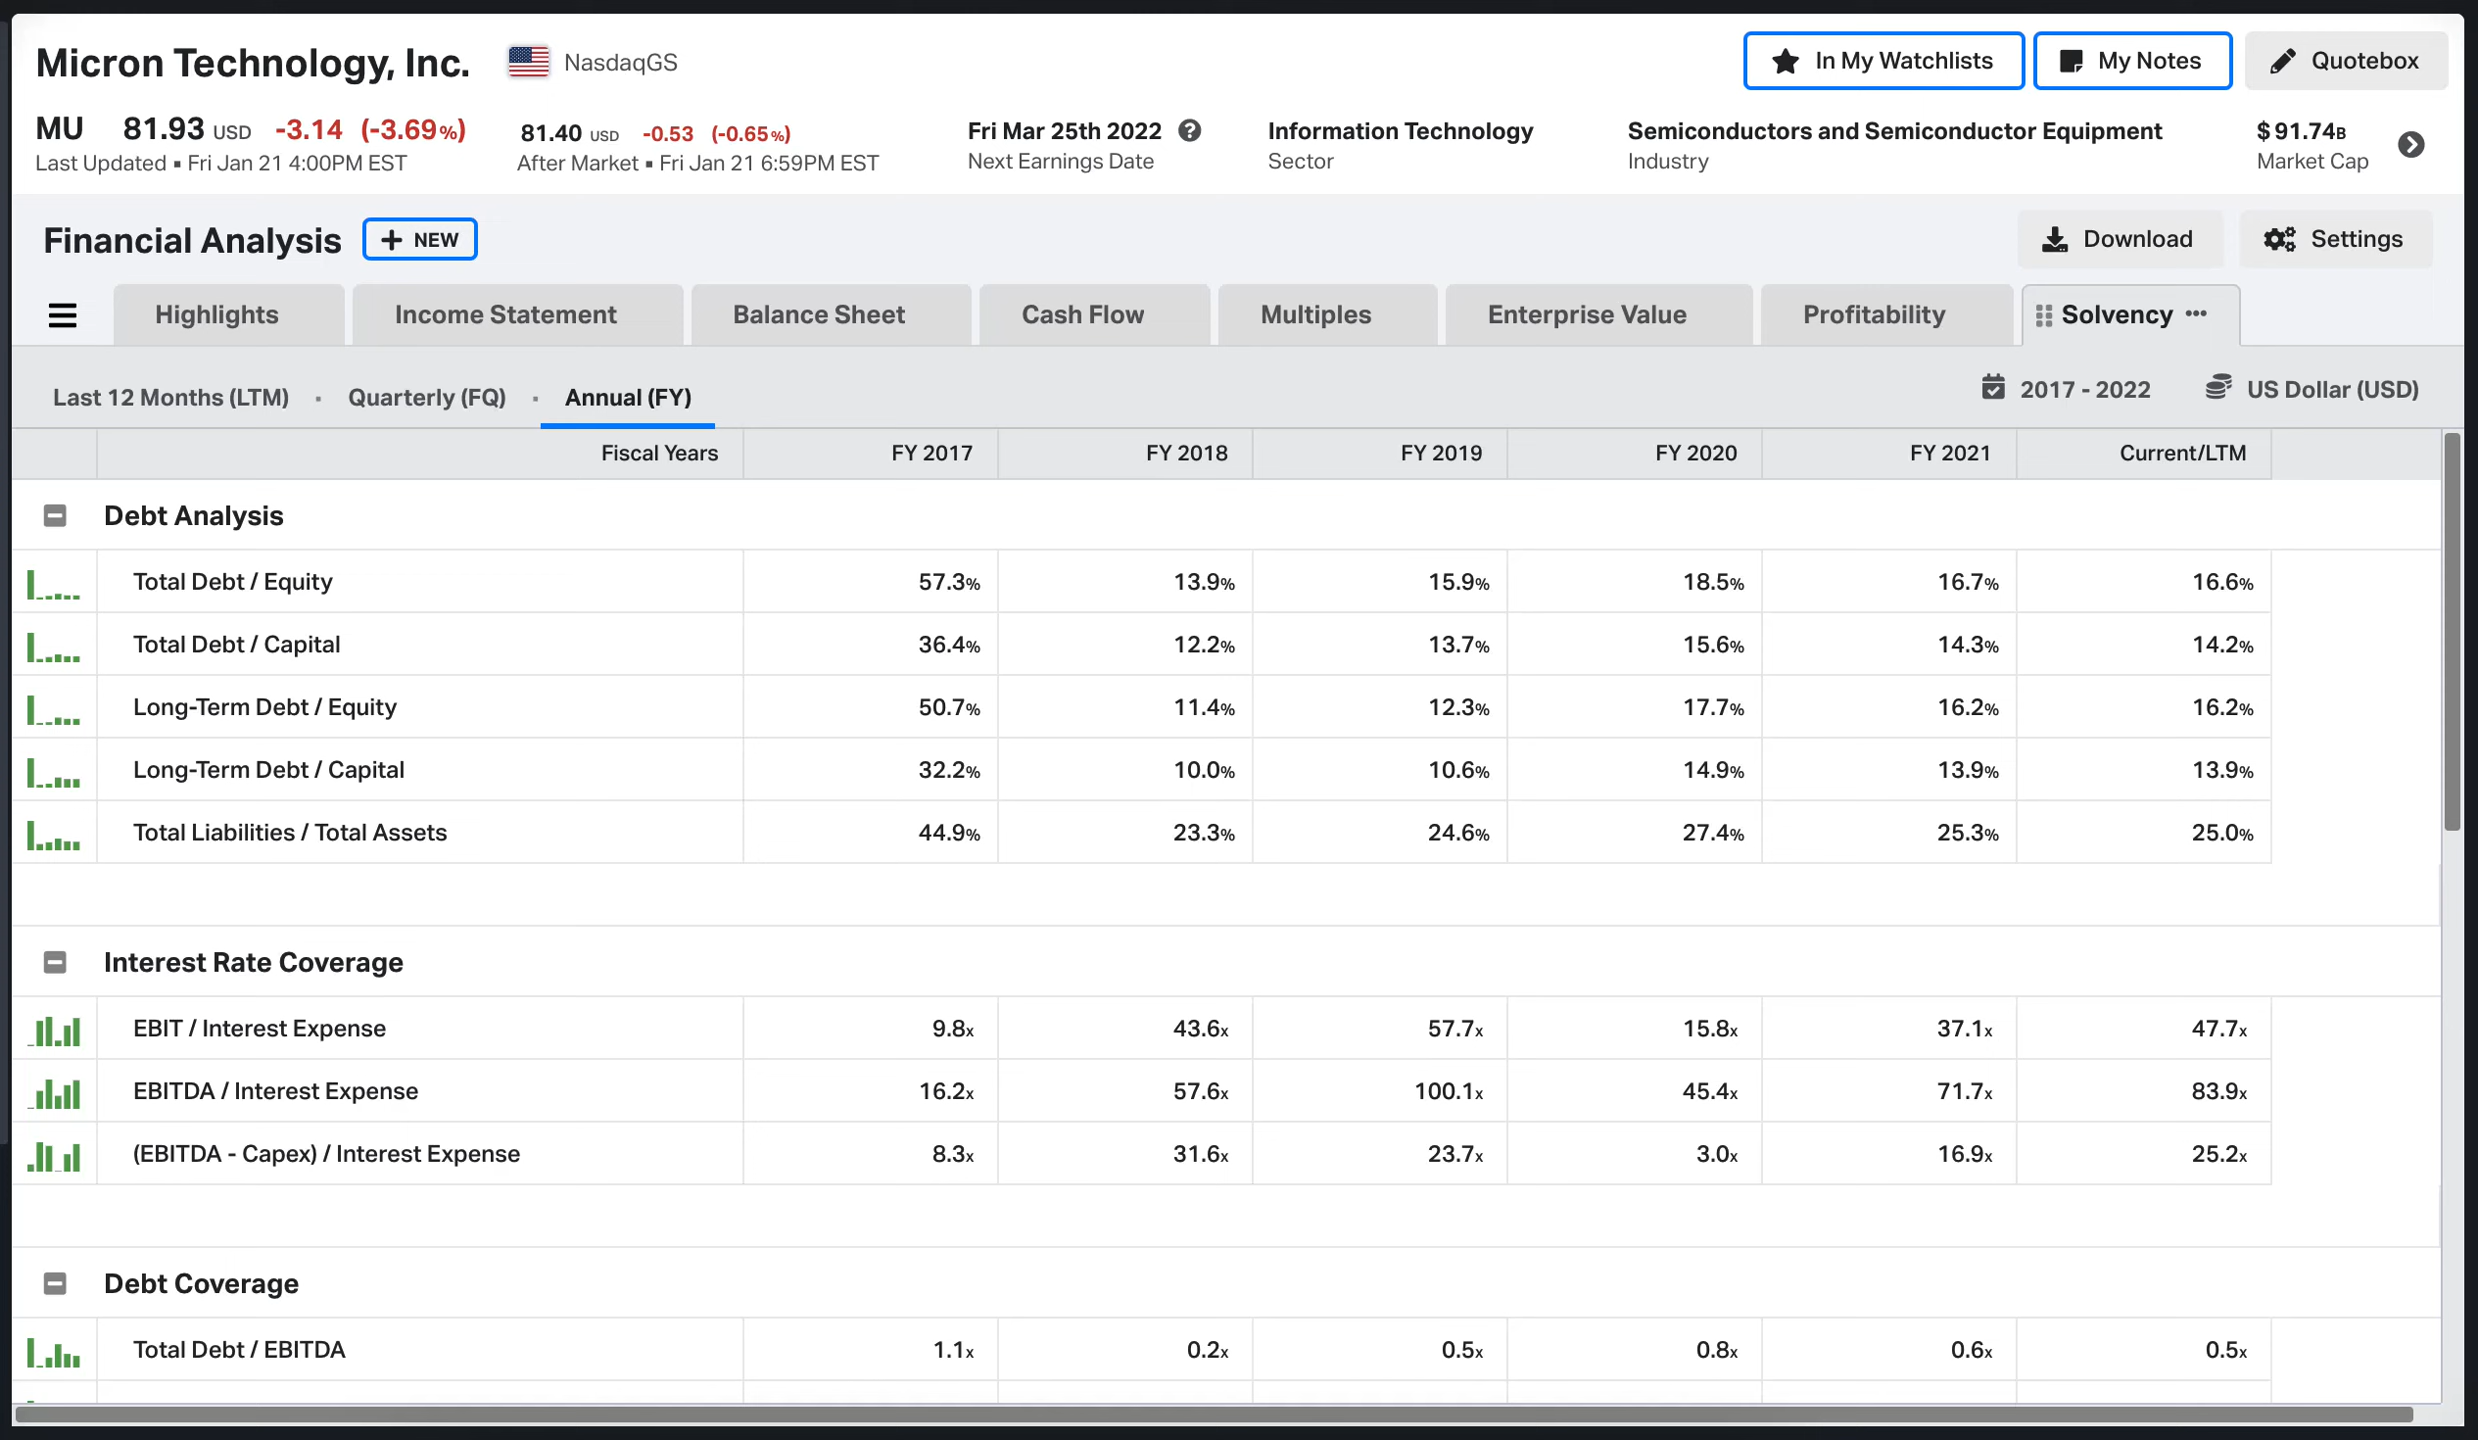 Micron Technology, Inc. NasdaqGS In My Watchlists My Notes Quotebox
MU 81.93 USD -3.14 (-3.69%) 81.40 USD -0.53 (-0.65%) Fri Mar 25th 2022 ? Information Technology Semiconductors and Semiconductor Equipment $91.74B
Last Updated ▪ Fri Jan 21 4:00PM EST After Market ▪ Fri Jan 21 6:59PM EST Next Earnings Date Sector Industry Market Cap
Financial Analysis + NEW Download Settings
Highlights Income Statement Balance Sheet Cash Flow Multiples Enterprise Value Profitability Solvency •••
Last 12 Months (LTM) · Quarterly (FQ) · Annual (FY) 2017 - 2022 US Dollar (USD)
Fiscal Years FY 2017 FY 2018 FY 2019 FY 2020 FY 2021 Current/LTM
Debt Analysis
Total Debt / Equity 57.3% 13.9% 15.9% 18.5% 16.7% 16.6%
Total Debt / Capital 36.4% 12.2% 13.7% 15.6% 14.3% 14.2%
Long-Term Debt / Equity 50.7% 11.4% 12.3% 17.7% 16.2% 16.2%
Long-Term Debt / Capital 32.2% 10.0% 10.6% 14.9% 13.9% 13.9%
Total Liabilities / Total Assets 44.9% 23.3% 24.6% 27.4% 25.3% 25.0%
Interest Rate Coverage
EBIT / Interest Expense 9.8x 43.6x 57.7x 15.8x 37.1x 47.7x
EBITDA / Interest Expense 16.2x 57.6x 100.1x 45.4x 71.7x 83.9x
(EBITDA - Capex) / Interest Expense 8.3x 31.6x 23.7x 3.0x 16.9x 25.2x
Debt Coverage
Total Debt / EBITDA 1.1x 0.2x 0.5x 0.8x 0.6x 0.5x